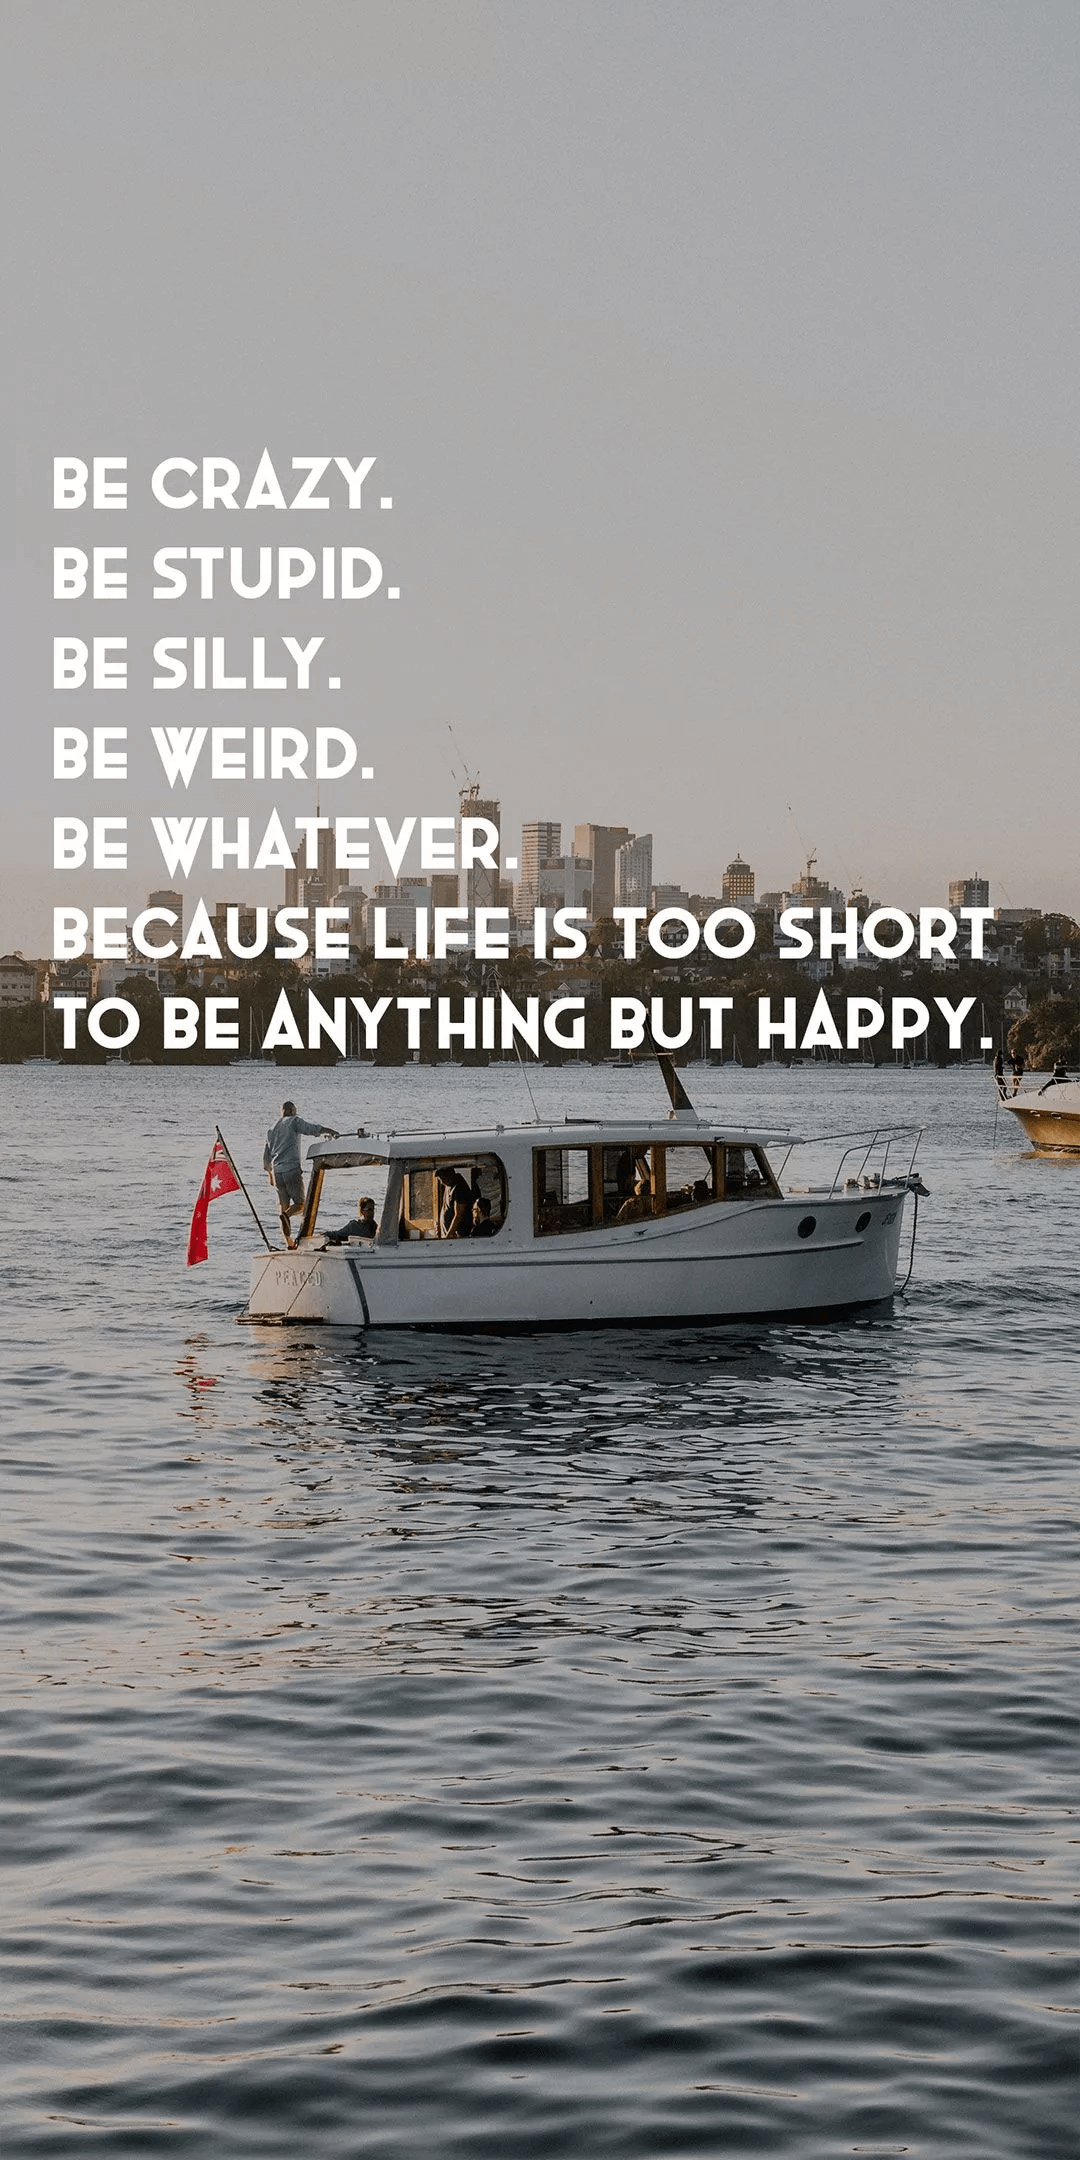 BE CRAZY.
BE STUPID.
BE SILLY.
BE WEIRD.
BE WHATEVER.
BECAUSE LIFE IS TOO SHORT
TO BE ANYTHING BUT HAPPY.